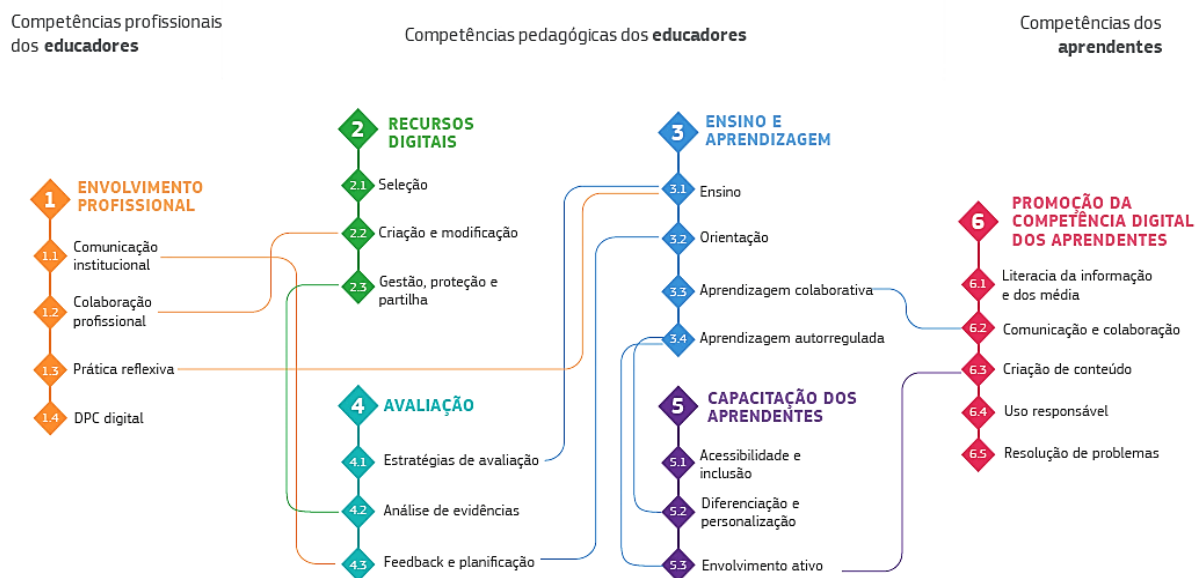 Competências profissionais
dos educadores
Competências pedagógicas dos educadores
Competências dos
aprendentes
1
ENVOLVIMENTO
PROFISSIONAL
1.1
Comunicação
institucional
1.2
Colaboração
profissional
1.3
Prática reflexiva
1.4
DPC digital
2
RECURSOS
DIGITAIS
2.1
Seleção
2.2
Criação e modificação
2.3
Gestão, proteção e
partilha
3
ENSINO E
APRENDIZAGEM
3.1
Ensino
3.2
Orientação
3.3
Aprendizagem colaborativa
3.4
Aprendizagem autorregulada
4
AVALIAÇÃO
4.1
Estratégias de avaliação
4.2
Análise de evidências
4.3
Feedback e planificação
5
CAPACITAÇÃO DOS
APRENDENTES
5.1
Acessibilidade e
inclusão
5.2
Diferenciação e
personalização
5.3
Envolvimento ativo
6
PROMOÇÃO DA
COMPETÊNCIA DIGITAL
DOS APRENDENTES
6.1
Literacia da informação
e dos média
6.2
Comunicação e colaboração
6.3
Criação de conteúdo
6.4
Uso responsável
6.5
Resolução de problemas